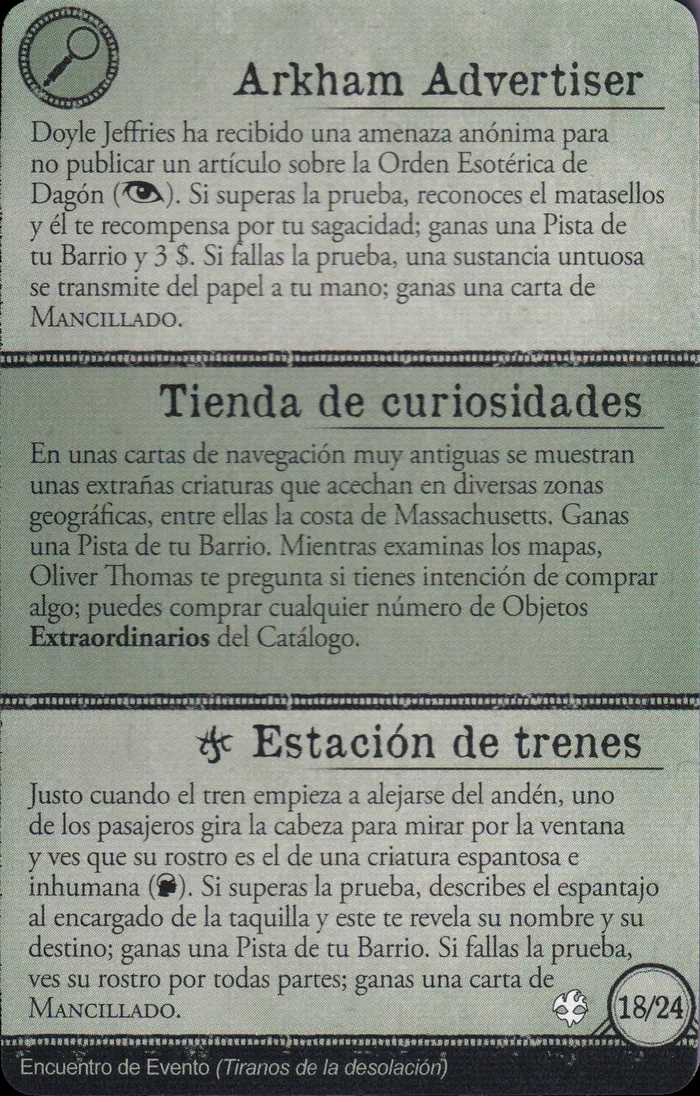 Arkham Advertiser
Doyle Jeffries ha recibido una amenaza anónima para
no publicar un artículo sobre la Orden Esotérica de
Dagón ( ). Si superas la prueba, reconoces el matasellos
y él te recompensa por tu sagacidad; ganas una Pista de
tu Barrio y 3 $. Si fallas la prueba, una sustancia untuosa
se transmite del papel a tu mano; ganas una carta de
MANCILLADO.
Tienda de curiosidades
En unas cartas de navegación muy antiguas se muestran
unas extrañas criaturas que acechan en diversas zonas
geográficas, entre ellas la costa de Massachusetts. Ganas
una Pista de tu Barrio. Mientras examinas los mapas,
Oliver Thomas te pregunta si tienes intención de comprar
algo; puedes comprar cualquier número de Objetos
Extraordinarios del Catálogo.
Estación de trenes
Justo cuando el tren empieza a alejarse del andén, uno
de los pasajeros gira la cabeza para mirar por la ventana
y ves que su rostro es el de una criatura espantosa e
inhumana ( ). Si superas la prueba, describes el espantajo
al encargado de la taquilla y este te revela su nombre y su
destino; ganas una Pista de tu Barrio. Si fallas la prueba,
ves su rostro por todas partes; ganas una carta de
MANCILLADO.
18/24
Encuentro de Evento (Tiranos de la desolación)